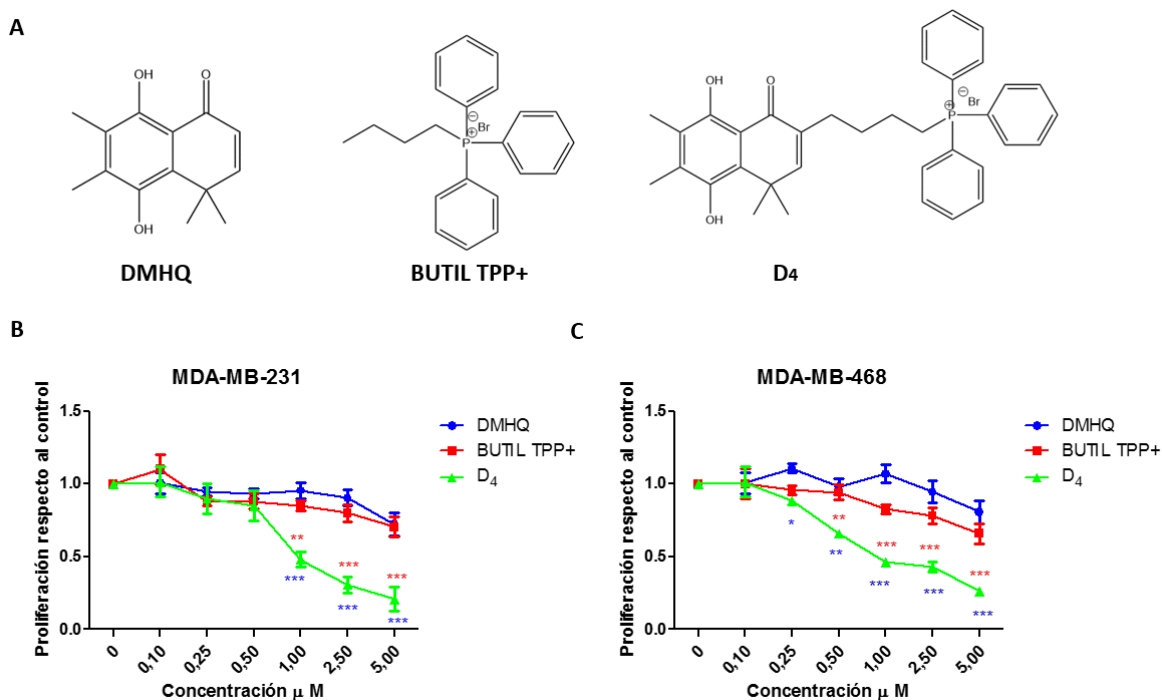 A
OH
O
OH
Br
P
DMHQ
BUTIL TPP+
OH
O
OH
Br
P
D4
B
MDA-MB-231
Proliferación respecto al control
1.5
1.0
0.5
0.0
**
***
***
***
***
***
0
0,10
0,25
0,50
1,00
2,50
5,00
Concentración μ M
DMHQ
BUTIL TPP+
D4
C
MDA-MB-468
Proliferación respecto al control
1.5
1.0
0.5
0.0
*
**
**
***
***
***
***
***
***
0
0,10
0,25
0,50
1,00
2,50
5,00
Concentración μ M
DMHQ
BUTIL TPP+
D4